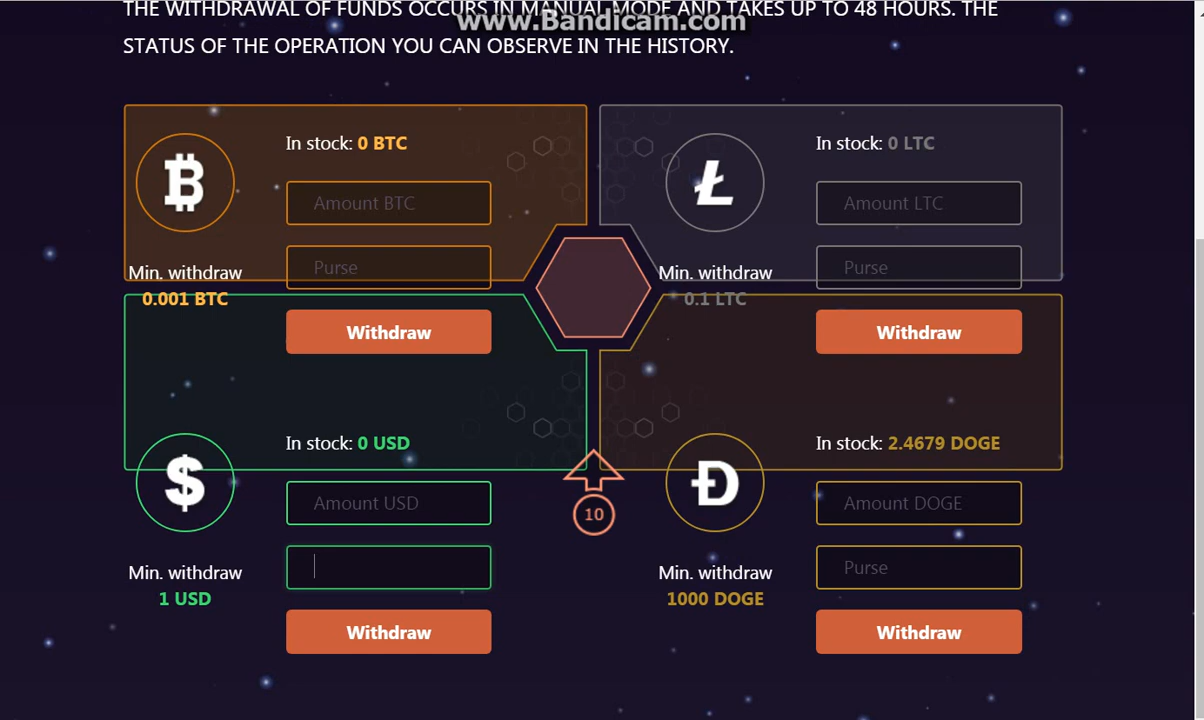 THE WITHDRAWAL OF FUNDS OCCURS IN MANUAL MODE AND TAKES UP TO 48 HOURS. THE
www.Bandicam.com
STATUS OF THE OPERATION YOU CAN OBSERVE IN THE HISTORY.
In stock: 0 BTC
Amount BTC
Purse
Min. withdraw
0.001 BTC
Withdraw
In stock: 0 LTC
Amount LTC
Purse
Min. withdraw
0.1 LTC
Withdraw
In stock: 0 USD
Amount USD
Min. withdraw
1 USD
Withdraw
10
In stock: 2.4679 DOGE
Amount DOGE
Purse
Min. withdraw
1000 DOGE
Withdraw